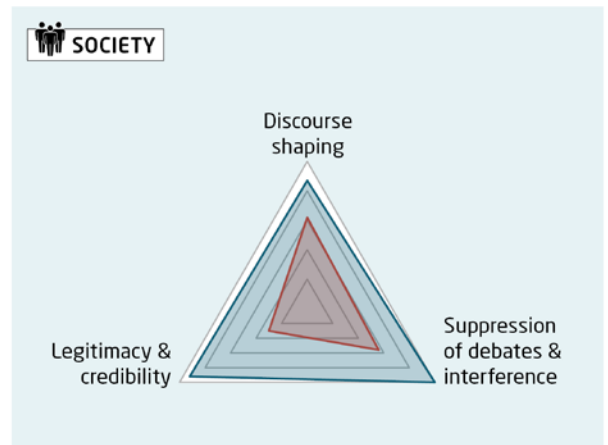 SOCIETY
Discourse
shaping
Legitimacy &
credibility
Suppression
of debates &
interference